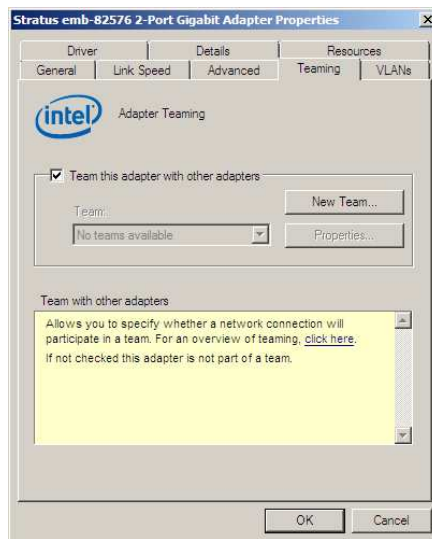 Stratus emb-82576 2-Port Gigabit Adapter Properties
Driver Details Resources
General Link Speed Advanced Teaming VLANs
intel Adapter Teaming
Team this adapter with other adapters
New Team...
Team:
No teams available Properties...
Team with other adapters
Allows you to specify whether a network connection will
participate in a team. For an overview of teaming, click here.
If not checked this adapter is not part of a team.
OK Cancel